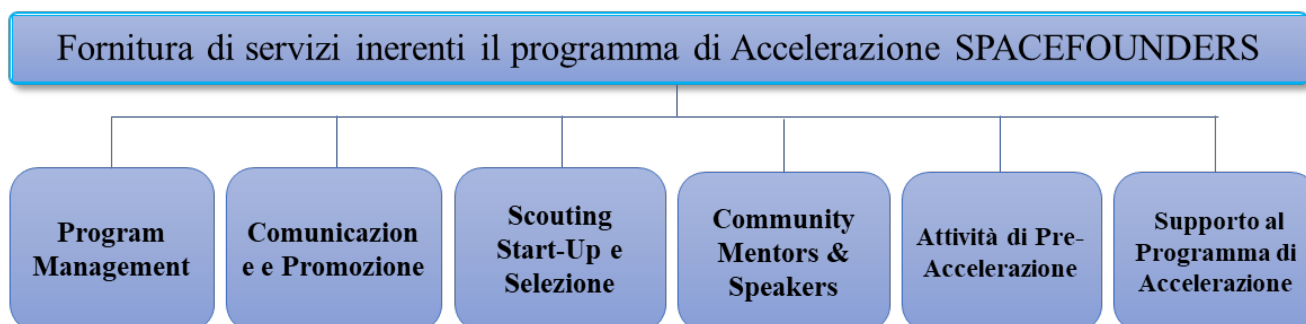 Fornitura di servizi inerenti il programma di Accelerazione SPACEFOUNDERS
Program
Management
Comunicazion
e e Promozione
Scouting
Start-Up e
Selezione
Community
Mentors &
Speakers
Attività di Pre-
Accelerazione
Supporto al
Programma di
Accelerazione